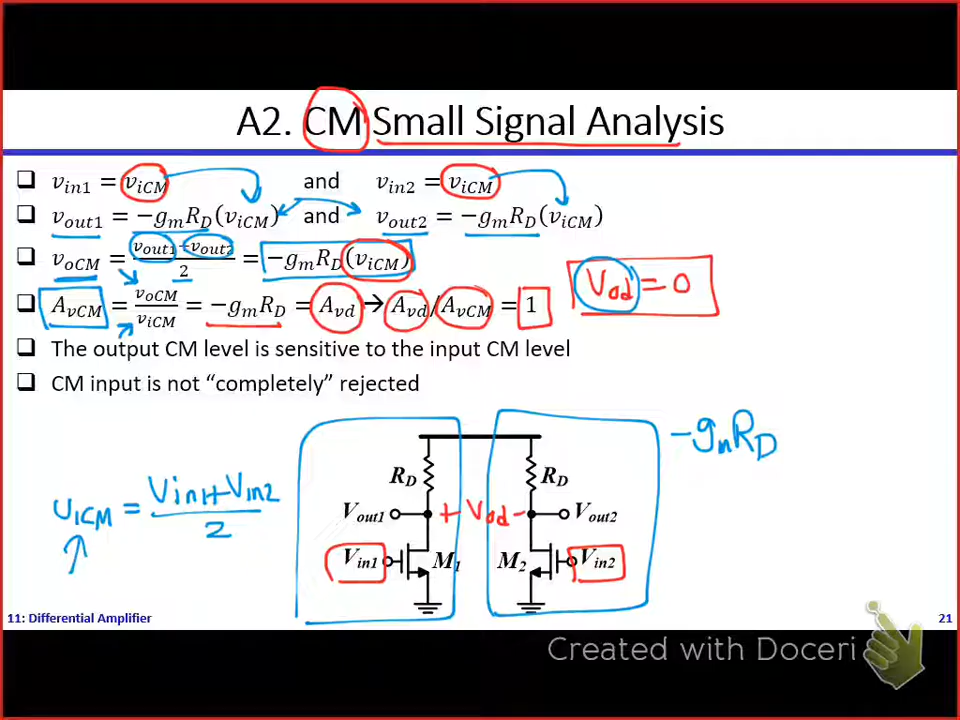 A2. CM Small Signal Analysis
❑ v_in1 = v_iCM and v_in2 = v_iCM
❑ v_out1 = −g_m R_D (v_iCM) and v_out2 = −g_m R_D (v_iCM)
❑ v_oCM = (v_out1 + v_out2)/2 = −g_m R_D (v_iCM)
V_od = 0
❑ A_vCM = v_oCM/v_iCM = −g_m R_D = A_vd → A_vd/A_vCM = 1
❑ The output CM level is sensitive to the input CM level
❑ CM input is not “completely” rejected
−g_m R_D
R_D R_D
v_ICM = (V_in1 + V_in2)/2
V_out1 + V_od − V_out2
V_in1 M_1 M_2 V_in2
11: Differential Amplifier 21
Created with Doceri